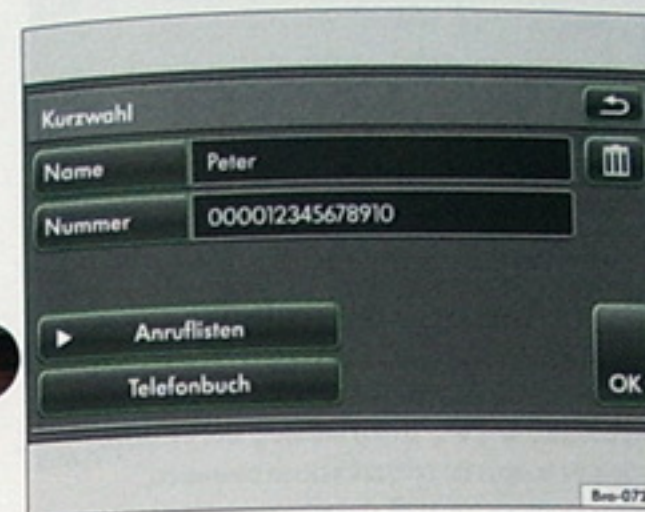 Kurzwahl
Name Peter
Nummer 000012345678910
Anruflisten
Telefonbuch
OK